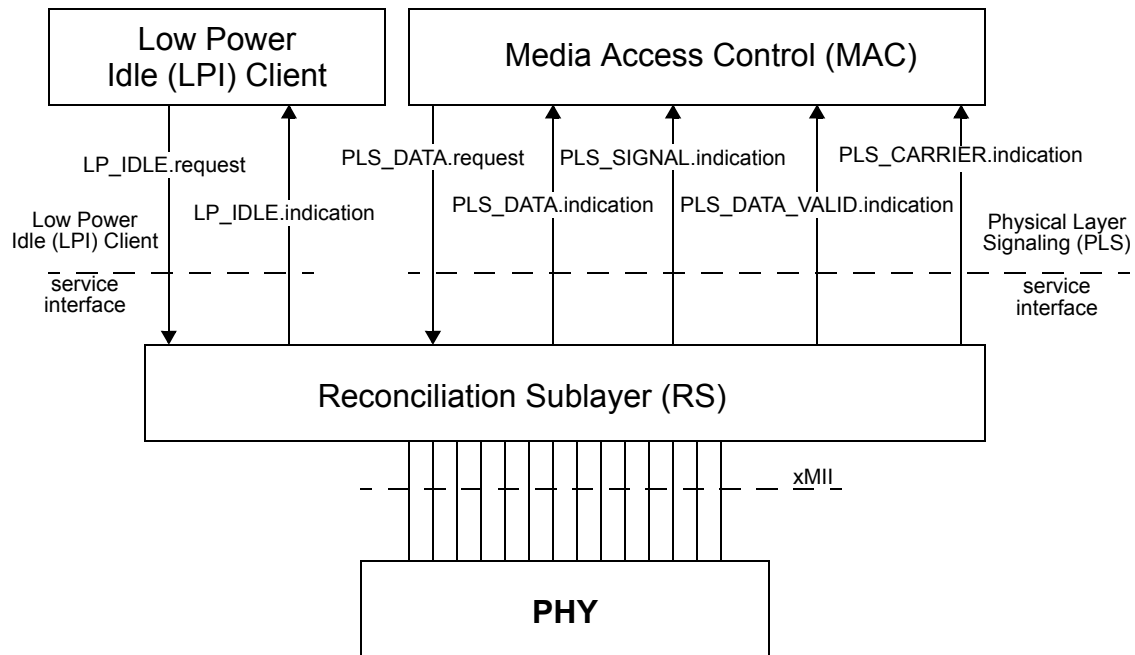 Low Power
Idle (LPI) Client
Media Access Control (MAC)
LP_IDLE.request
PLS_DATA.request
PLS_SIGNAL.indication
PLS_CARRIER.indication
LP_IDLE.indication
PLS_DATA.indication
PLS_DATA_VALID.indication
Low Power
Idle (LPI) Client
service
interface
Physical Layer
Signaling (PLS)
service
interface
Reconciliation Sublayer (RS)
xMII
PHY